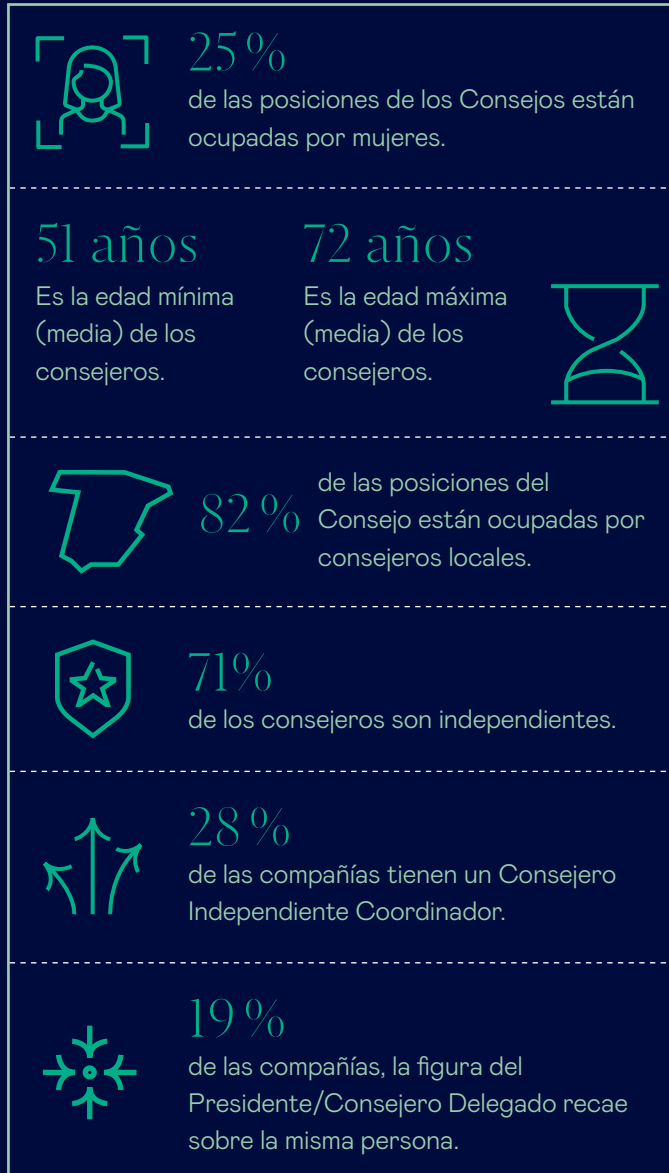 25 %
de las posiciones de los Consejos están
ocupadas por mujeres.
51 años
Es la edad mínima
(media) de los
consejeros.
72 años
Es la edad máxima
(media) de los
consejeros.
82 %
de las posiciones del
Consejo están ocupadas por
consejeros locales.
71%
de los consejeros son independientes.
28 %
de las compañías tienen un Consejero
Independiente Coordinador.
19 %
de las compañías, la figura del
Presidente/Consejero Delegado recae
sobre la misma persona.